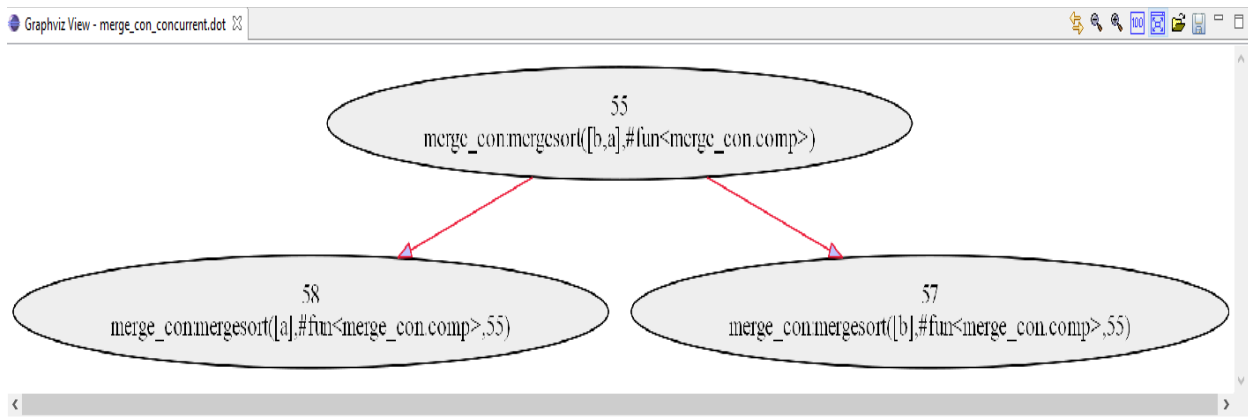 Graphviz View - merge_con_concurrent.dot
100
55
merge_con:mergesort([b,a],#fun<merge_con.comp>)
58
merge_con:mergesort([a],#fun<merge_con.comp>,55)
57
merge_con:mergesort([b],#fun<merge_con.comp>,55)